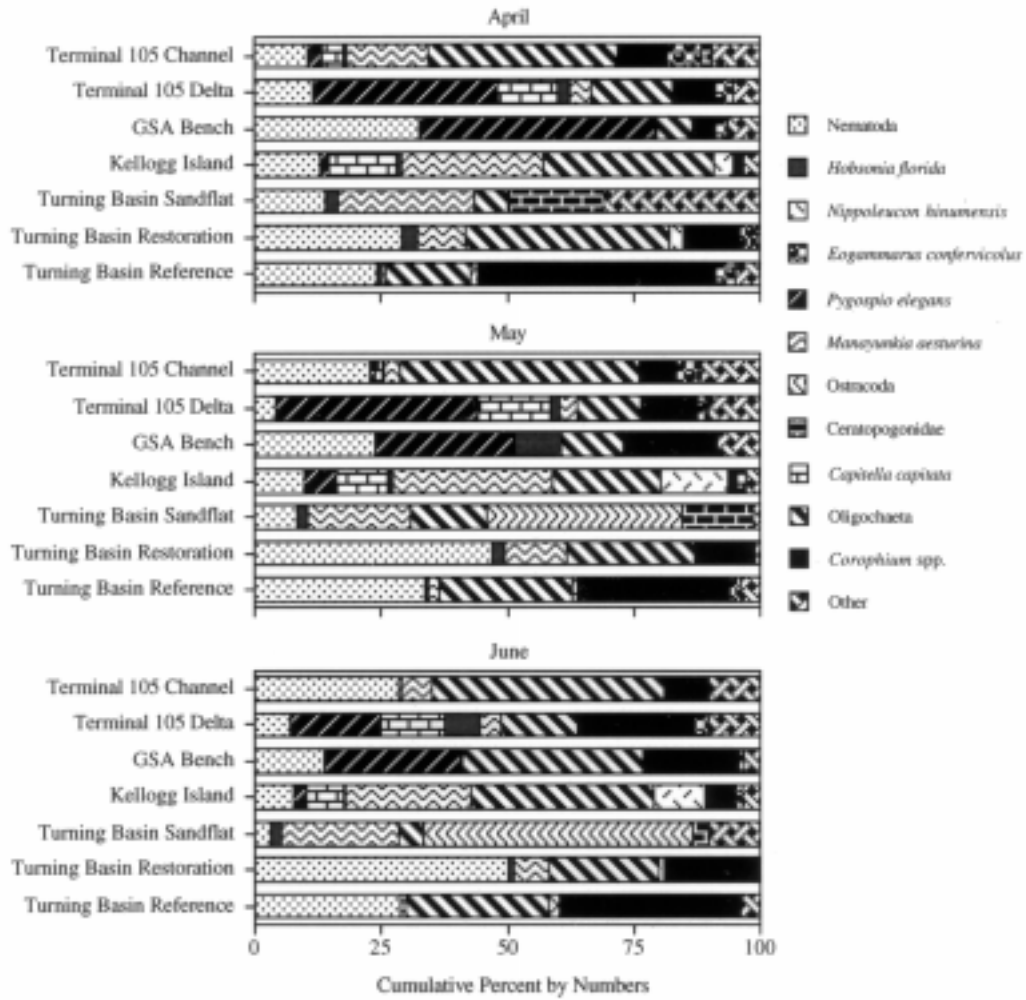 April
Terminal 105 Channel
Terminal 105 Delta
GSA Bench
Kellogg Island
Turning Basin Sandflat
Turning Basin Restoration
Turning Basin Reference
May
Terminal 105 Channel
Terminal 105 Delta
GSA Bench
Kellogg Island
Turning Basin Sandflat
Turning Basin Restoration
Turning Basin Reference
June
Terminal 105 Channel
Terminal 105 Delta
GSA Bench
Kellogg Island
Turning Basin Sandflat
Turning Basin Restoration
Turning Basin Reference
0 25 50 75 100
Cumulative Percent by Numbers
Nematoda
Hobsonia florida
Nippoleucon hinumensis
Eogammarus confervicolus
Pygospio elegans
Manayunkia aesturina
Ostracoda
Ceratopogonidae
Capitella capitata
Oligochaeta
Corophium spp.
Other